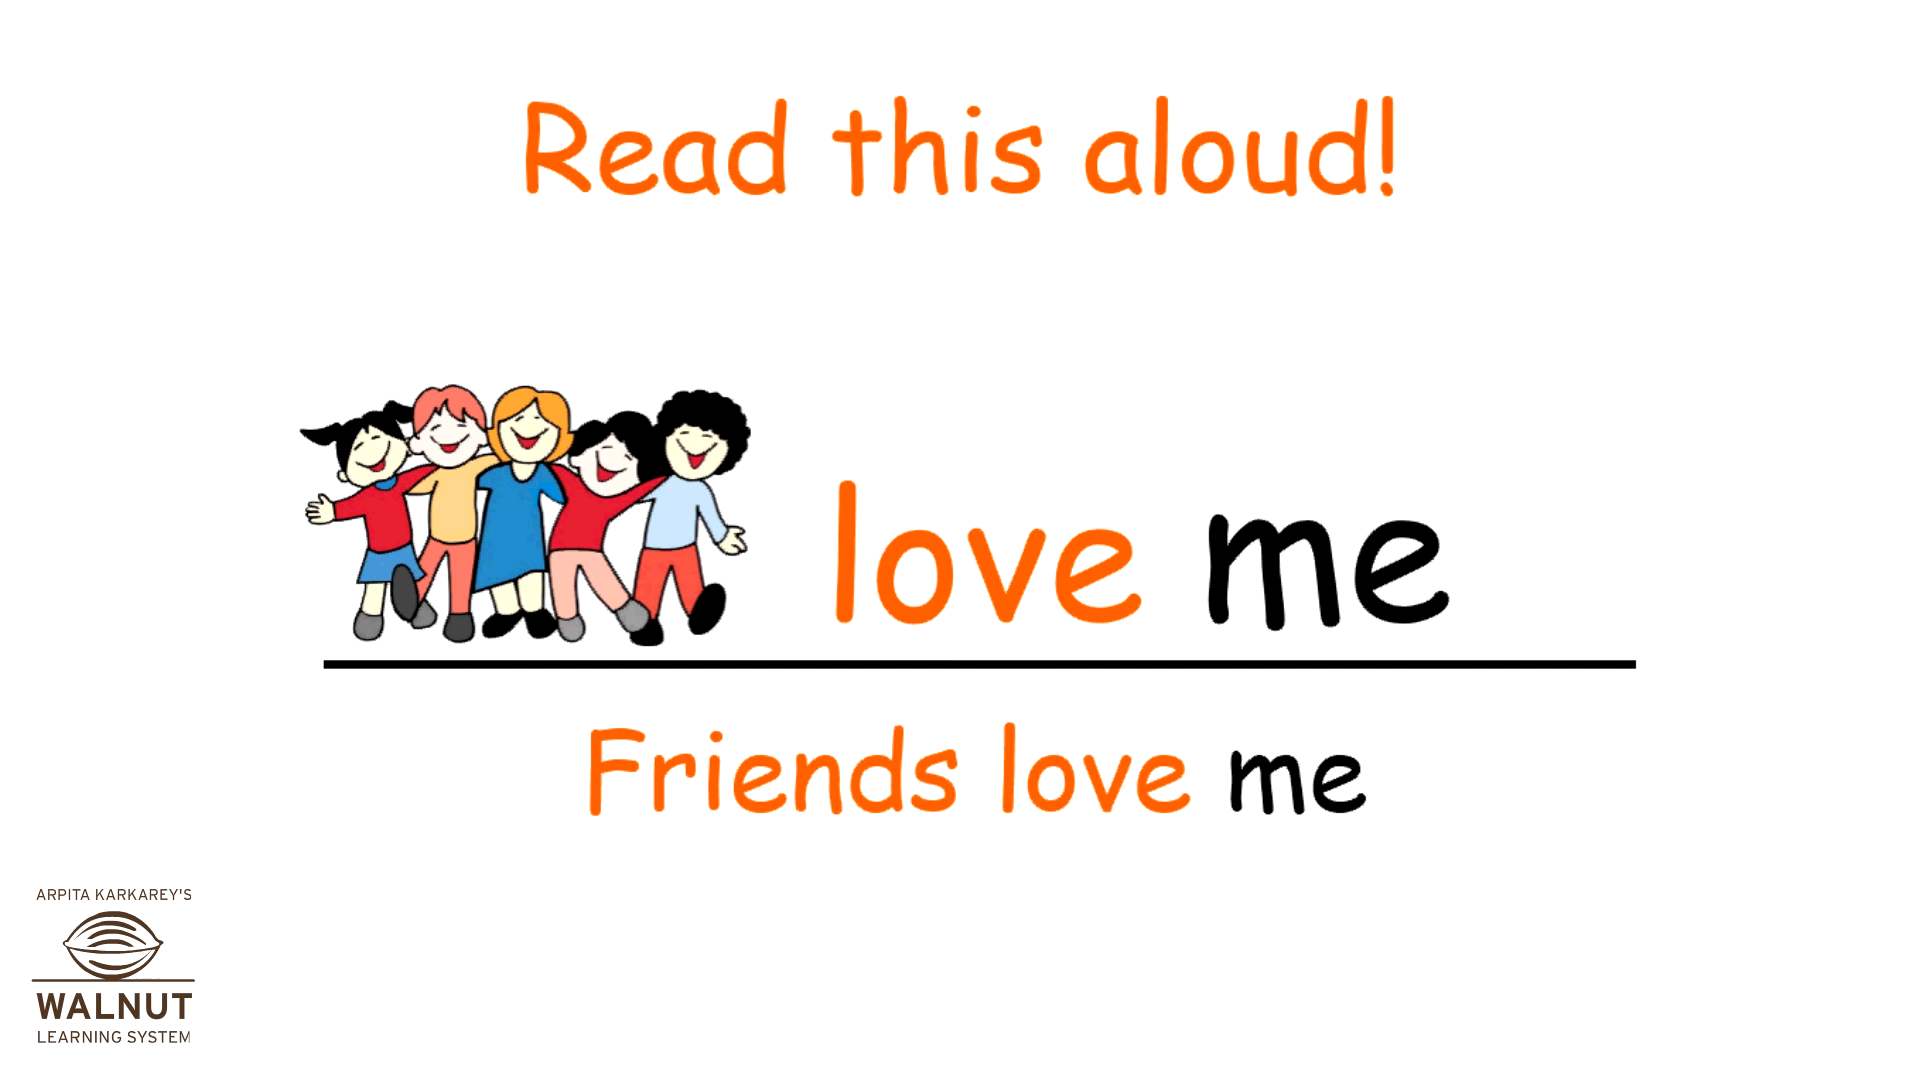 Read this aloud!
love me
Friends love me
ARPITA KARKAREY'S
WALNUT
LEARNING SYSTEM